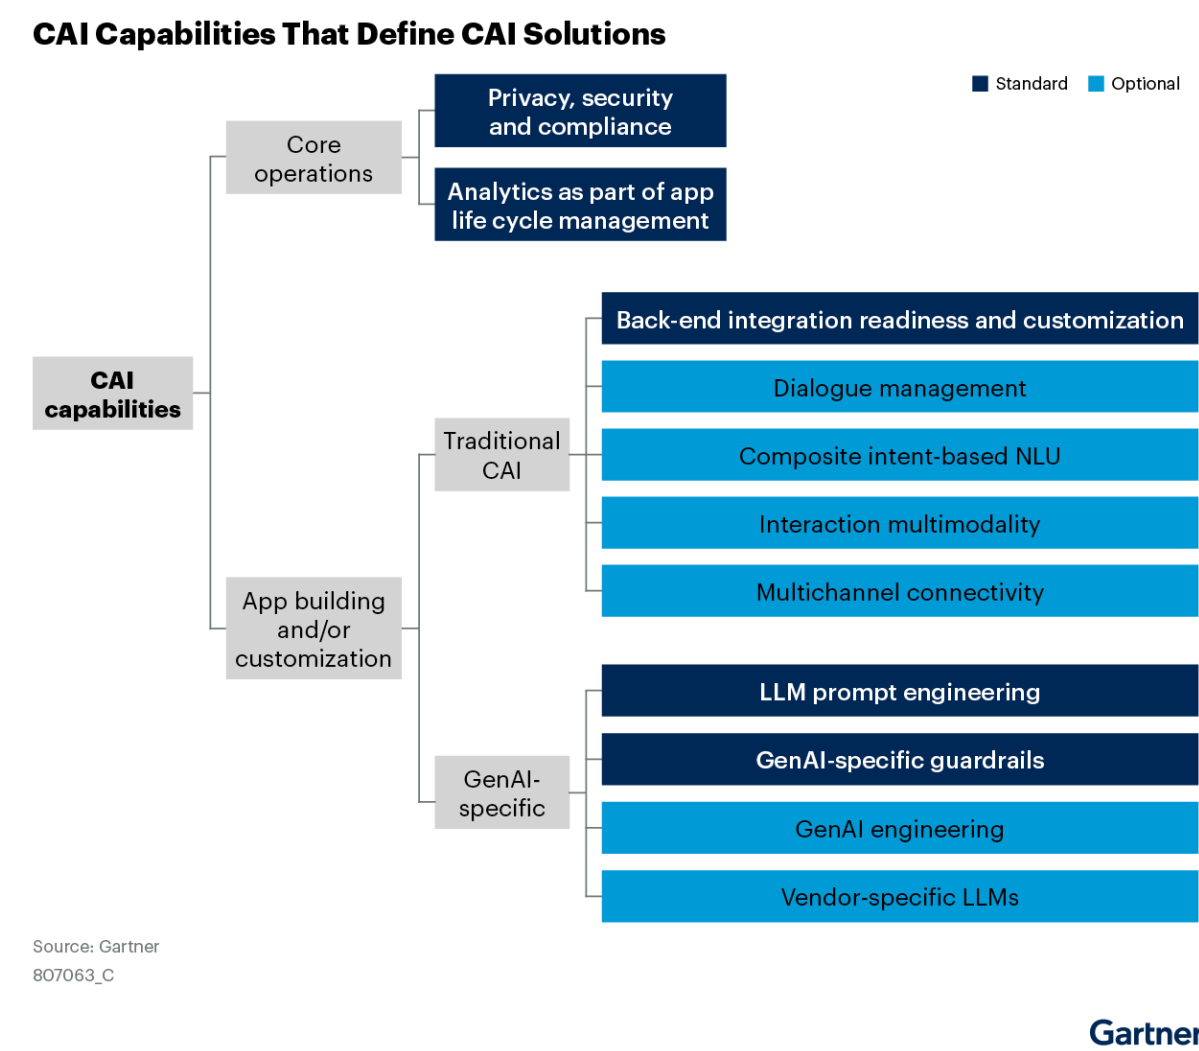 CAI Capabilities That Define CAI Solutions
Standard
Optional
Privacy, security
and compliance
Core
operations
Analytics as part of app
life cycle management
Back-end integration readiness and customization
CAI
capabilities
Dialogue management
Traditional
CAI
Composite intent-based NLU
Interaction multimodality
Multichannel connectivity
App building
and/or
customization
LLM prompt engineering
GenAI-specific guardrails
GenAI-
specific
GenAI engineering
Vendor-specific LLMs
Source: Gartner
807063_C
Gartner